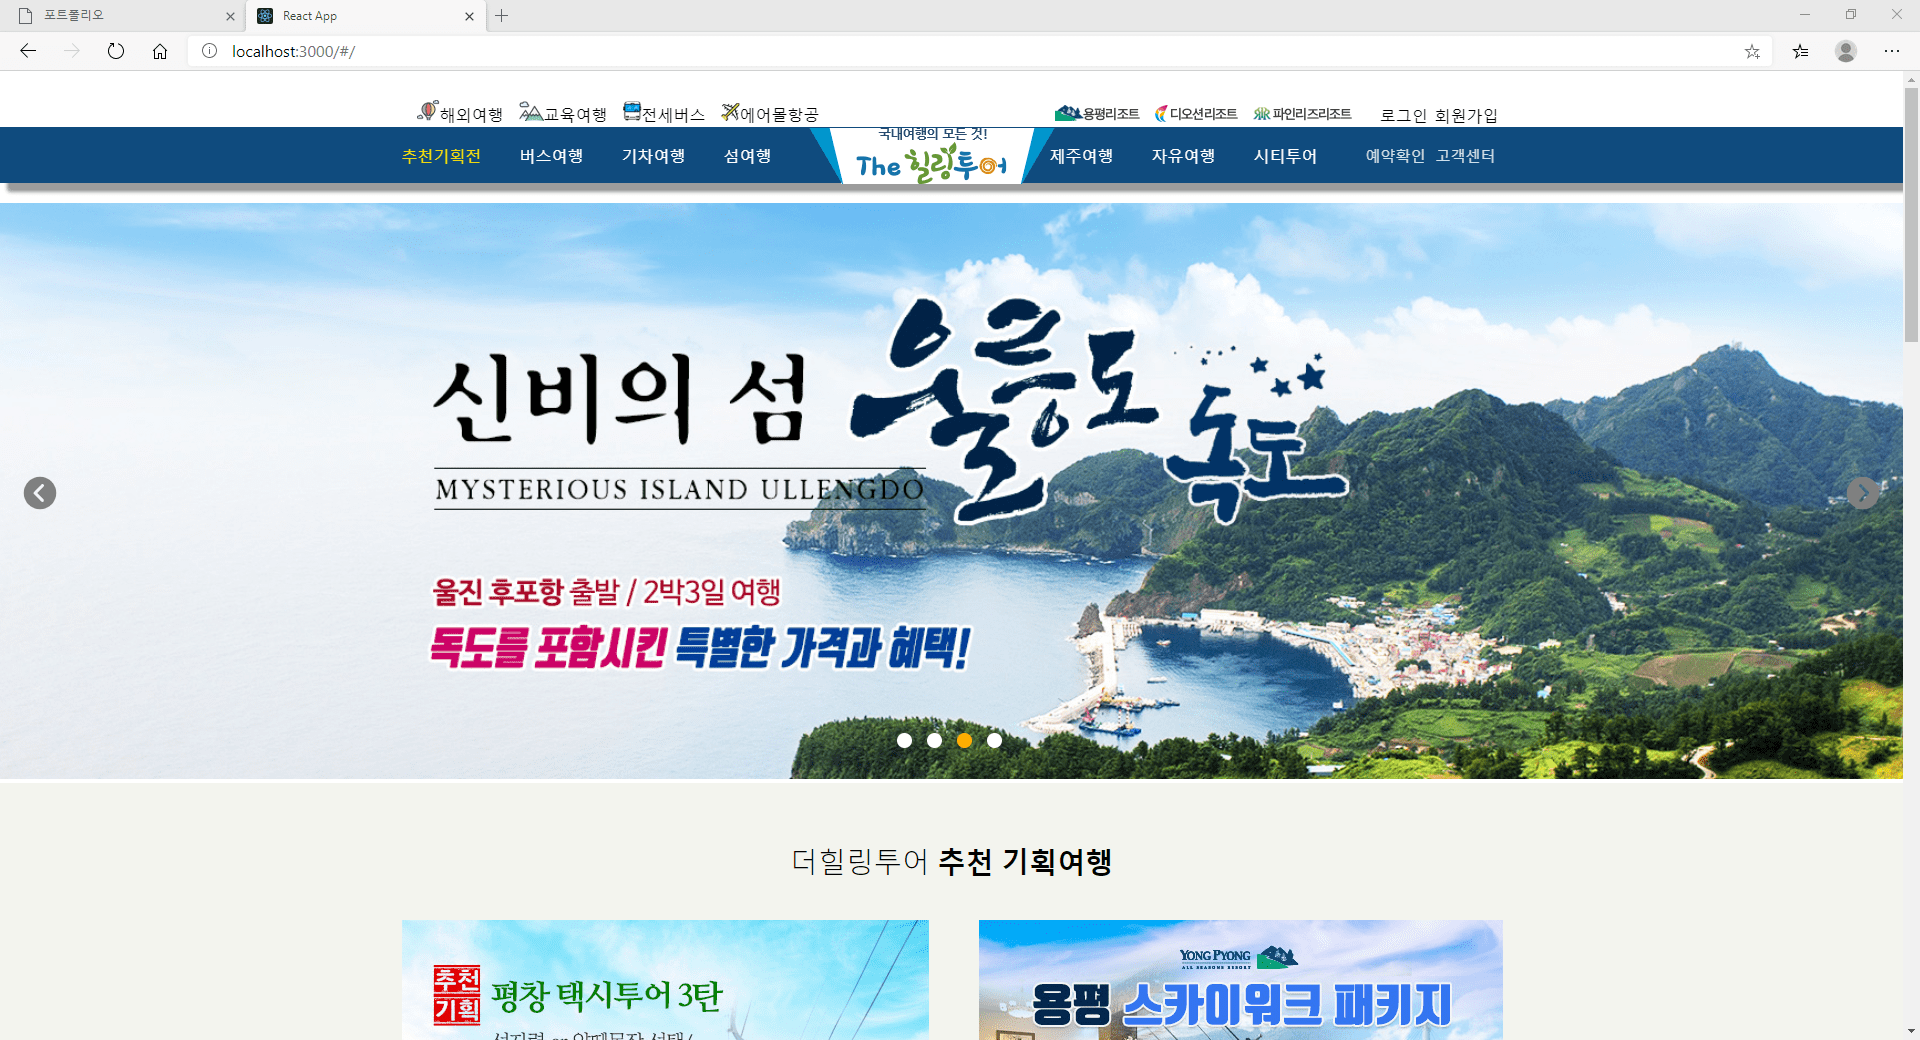 포트폴리오
React App
localhost:3000/#/
해외여행 교육여행 전세버스 에어몰항공
용평리조트 디오션리조트 파인리즈리조트 로그인 회원가입
추천기획전 버스여행 기차여행 섬여행
국내여행의 모든 것!
The 힐링투어
제주여행 자유여행 시티투어 예약확인 고객센터
신비의 섬 울릉도 독도
MYSTERIOUS ISLAND ULLENGDO
울진 후포항 출발 / 2박3일 여행
독도를 포함시킨 특별한 가격과 혜택!
더힐링투어 추천 기획여행
추천
기획
평창 택시투어 3탄
YONG PYONG
ALL SEASONS RESORT
용평 스카이워크 패키지